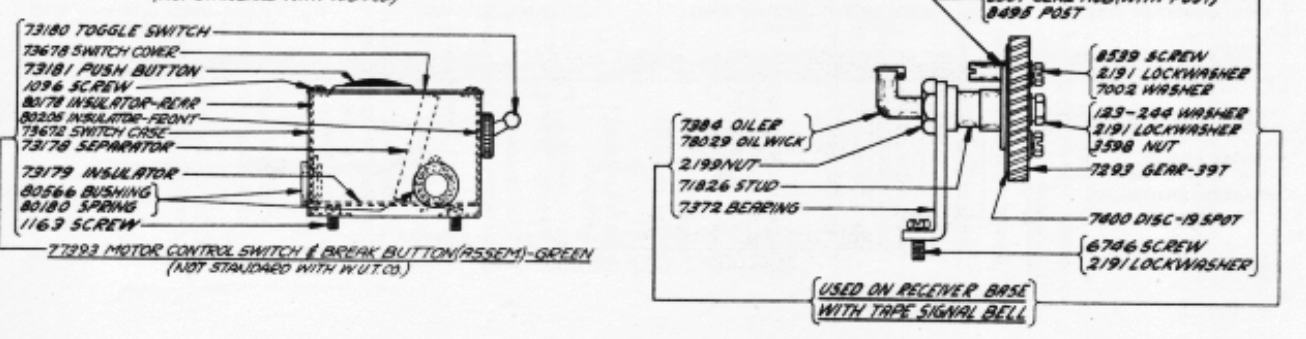 8495 POST
73180 TOGGLE SWITCH
73678 SWITCH COVER
73181 PUSH BUTTON
1096 SCREW
80178 INSULATOR-REAR
80205 INSULATOR-FRONT
73672 SWITCH CASE
73178 SEPARATOR
73179 INSULATOR
80566 BUSHING
80180 SPRING
1163 SCREW
77393 MOTOR CONTROL SWITCH & BREAK BUTTON (ASSEM)-GREEN
(NOT STANDARD WITH W.U.T.CO.)
7384 OILER
78029 OIL WICK
2199 NUT
71826 STUD
7372 BEARING
8539 SCREW
2191 LOCKWASHER
7002 WASHER
123-244 WASHER
2191 LOCKWASHER
3598 NUT
7293 GEAR-39T
7400 DISC-19 SPOT
6746 SCREW
2191 LOCKWASHER
USED ON RECEIVER BASE
WITH TAPE SIGNAL BELL